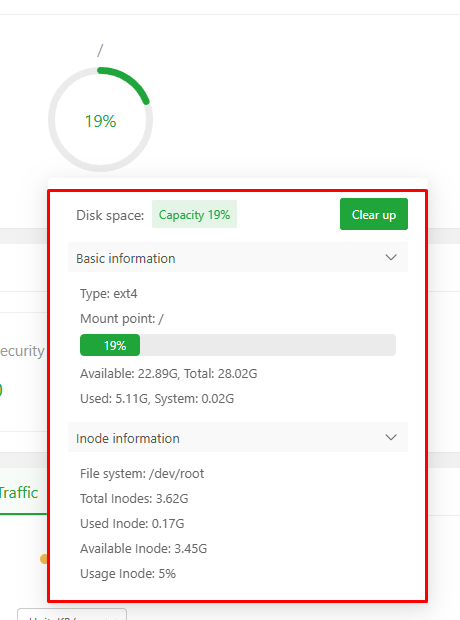 /
19%
Disk space: Capacity 19% Clear up
Basic information
Type: ext4
Mount point: /
19%
Available: 22.89G, Total: 28.02G
Used: 5.11G, System: 0.02G
Inode information
File system: /dev/root
Total Inodes: 3.62G
Used Inode: 0.17G
Available Inode: 3.45G
Usage Inode: 5%
ecurity
Traffic